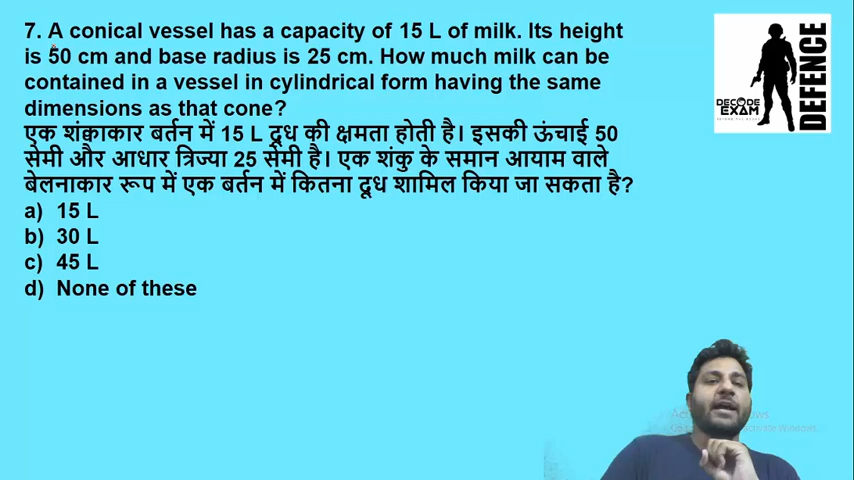 7. A conical vessel has a capacity of 15 L of milk. Its height
is 50 cm and base radius is 25 cm. How much milk can be
contained in a vessel in cylindrical form having the same
dimensions as that cone?
एक शंक्वाकार बर्तन में 15 L दूध की क्षमता होती है। इसकी ऊंचाई 50
सेमी और आधार त्रिज्या 25 सेमी है। एक शंकु के समान आयाम वाले
बेलनाकार रूप में एक बर्तन में कितना दूध शामिल किया जा सकता है?
a) 15 L
b) 30 L
c) 45 L
d) None of these
DECODE
EXAM
DEFENCE